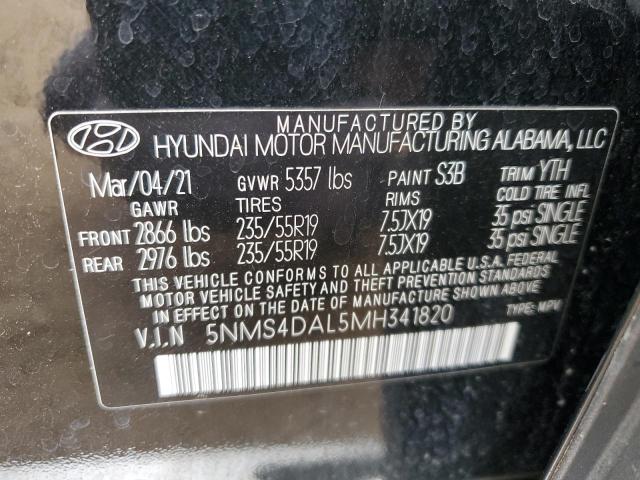 MANUFACTURED BY
HYUNDAI MOTOR MANUFACTURING ALABAMA, LLC
Mar/04/21 GVWR 5357 lbs PAINT S3B TRIM YTH
GAWR TIRES RIMS COLD TIRE INFL
FRONT 2866 lbs 235/55R19 7.5JX19 35 psi SINGLE
REAR 2976 lbs 235/55R19 7.5JX19 35 psi SINGLE
THIS VEHICLE CONFORMS TO ALL APPLICABLE U.S.A. FEDERAL
MOTOR VEHICLE SAFETY AND THEFT PREVENTION STANDARDS
IN EFFECT ON THE DATE OF MANUFACTURE SHOWN ABOVE.
V.I.N 5NMS4DAL5MH341820 TYPE: MPV